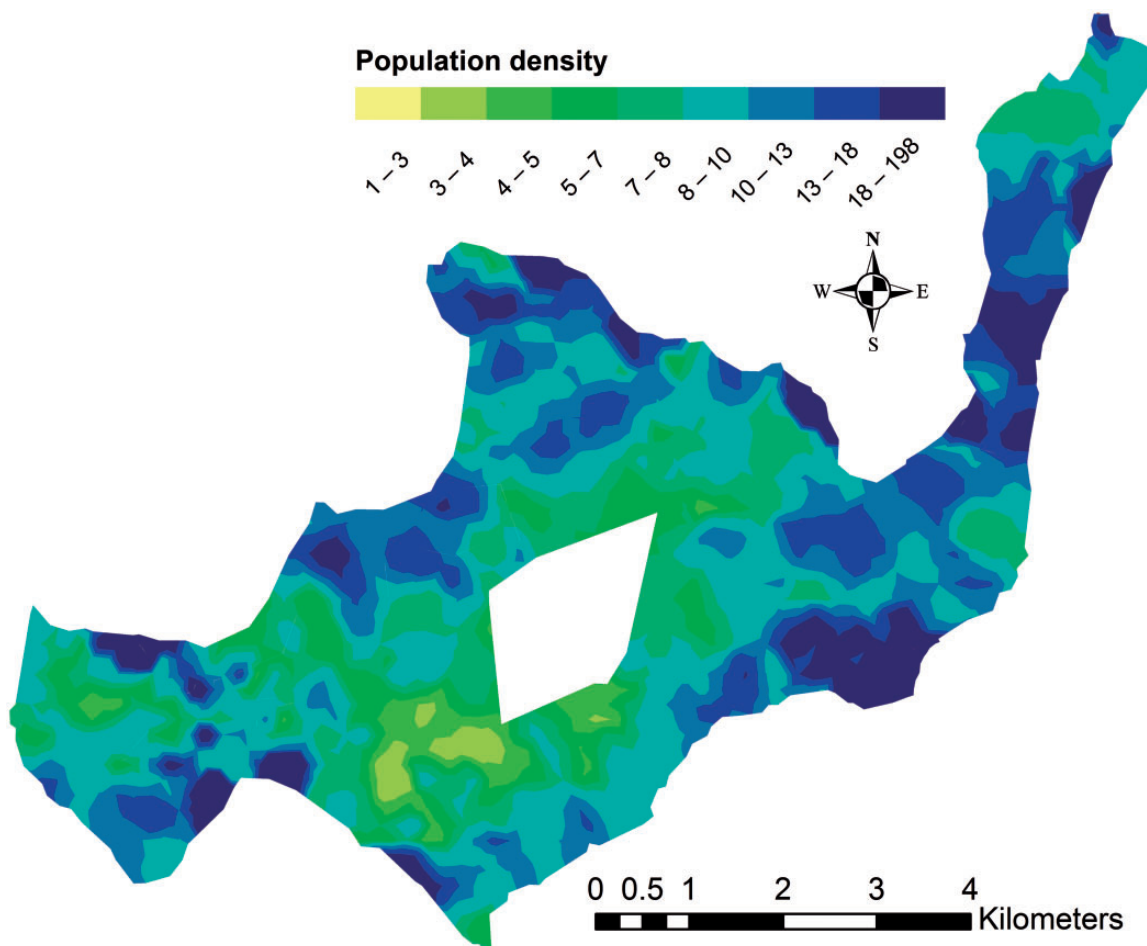 Population density
1 – 3
3 – 4
4 – 5
5 – 7
7 – 8
8 – 10
10 – 13
13 – 18
18 – 198
N
W E
S
0 0.5 1 2 3 4
Kilometers